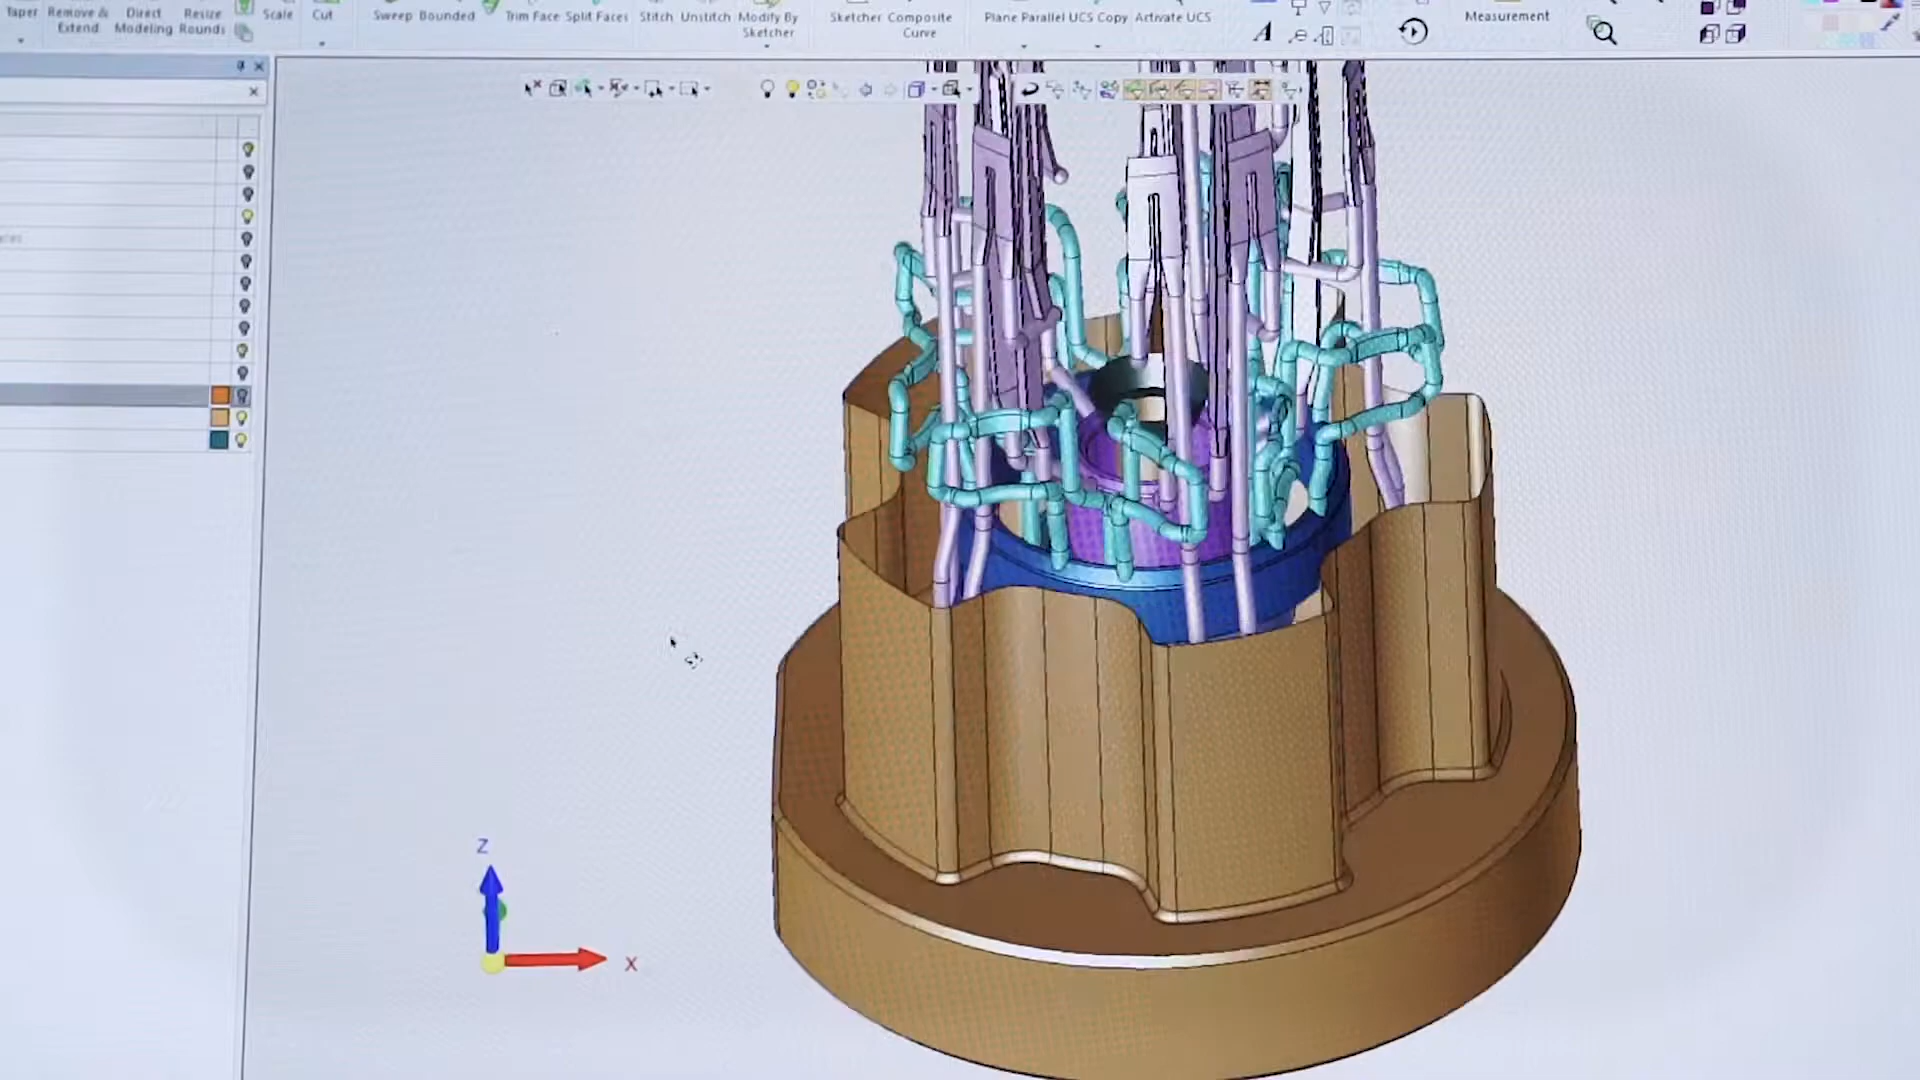 Taper Remove & Extend Direct Modeling Resize Rounds Scale Cut Sweep Bounded Trim Face Split Faces Stitch Unstitch Modify By Sketcher Sketcher Composite Curve Plane Parallel UCS Copy Activate UCS Measurement
A
Z
X